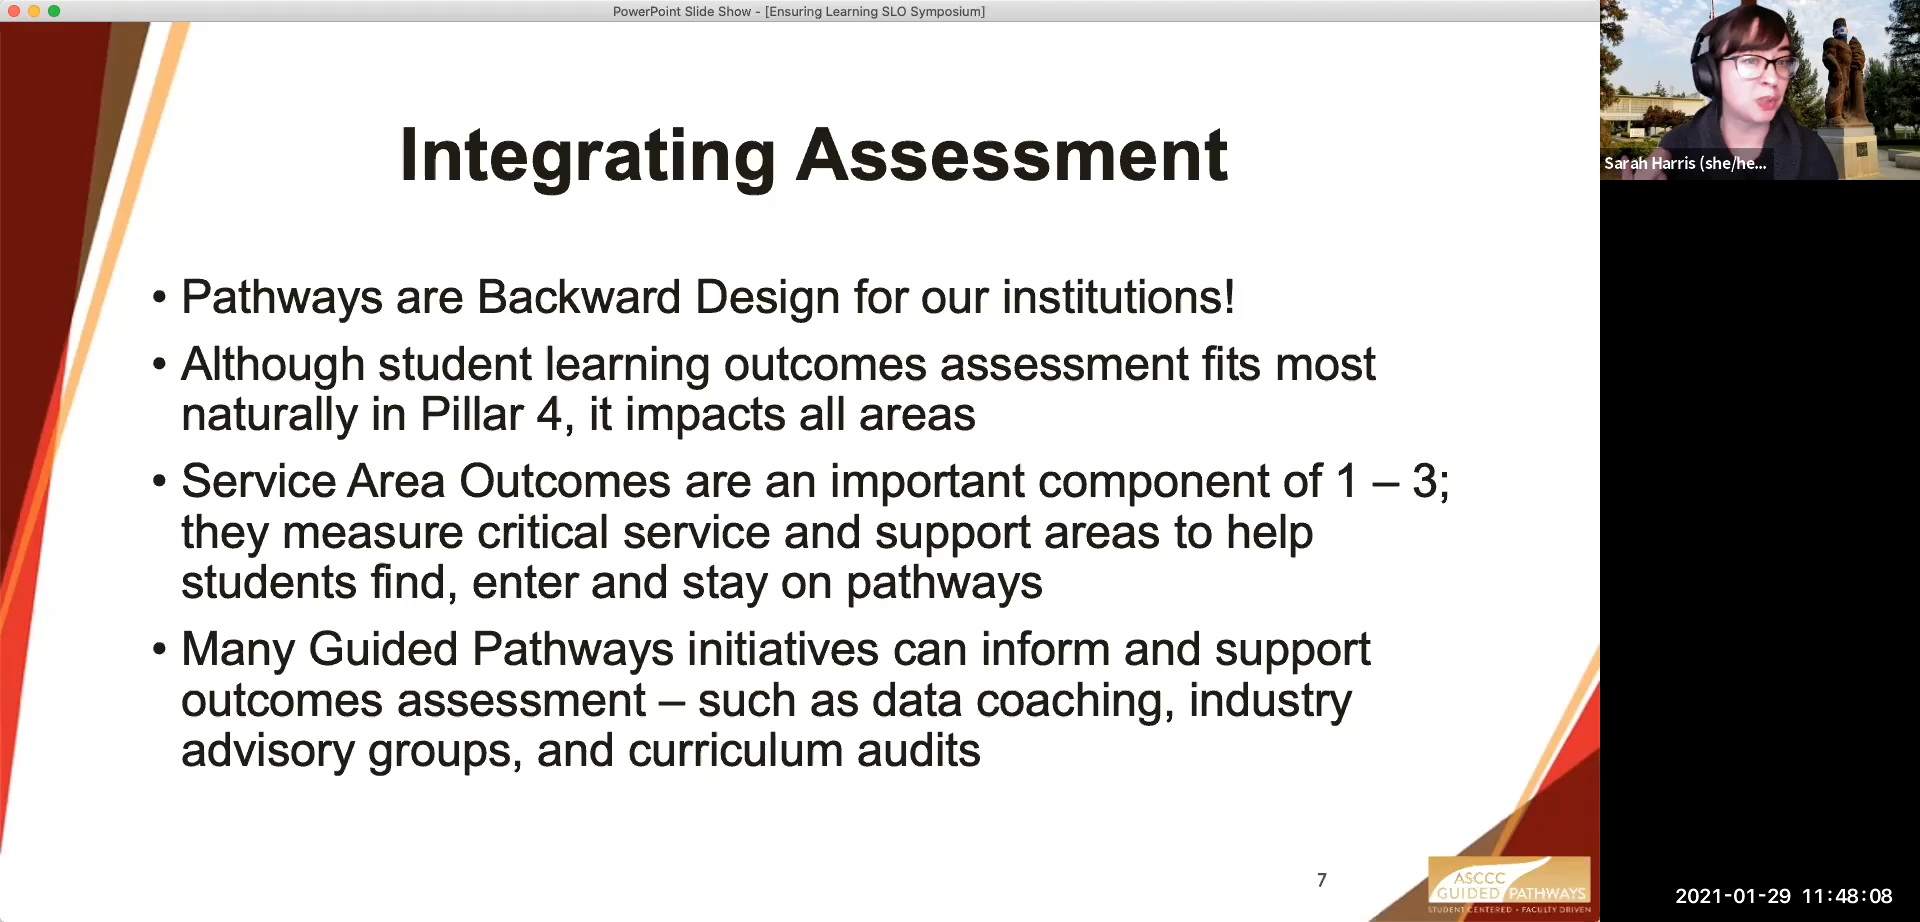 PowerPoint Slide Show - [Ensuring Learning SLO Symposium]
Integrating Assessment
• Pathways are Backward Design for our institutions!
• Although student learning outcomes assessment fits most
naturally in Pillar 4, it impacts all areas
• Service Area Outcomes are an important component of 1 – 3;
they measure critical service and support areas to help
students find, enter and stay on pathways
• Many Guided Pathways initiatives can inform and support
outcomes assessment – such as data coaching, industry
advisory groups, and curriculum audits
7
ASCCC
GUIDED PATHWAYS
STUDENT CENTERED • FACULTY DRIVEN
Sarah Harris (she/he...
2021-01-29 11:48:08